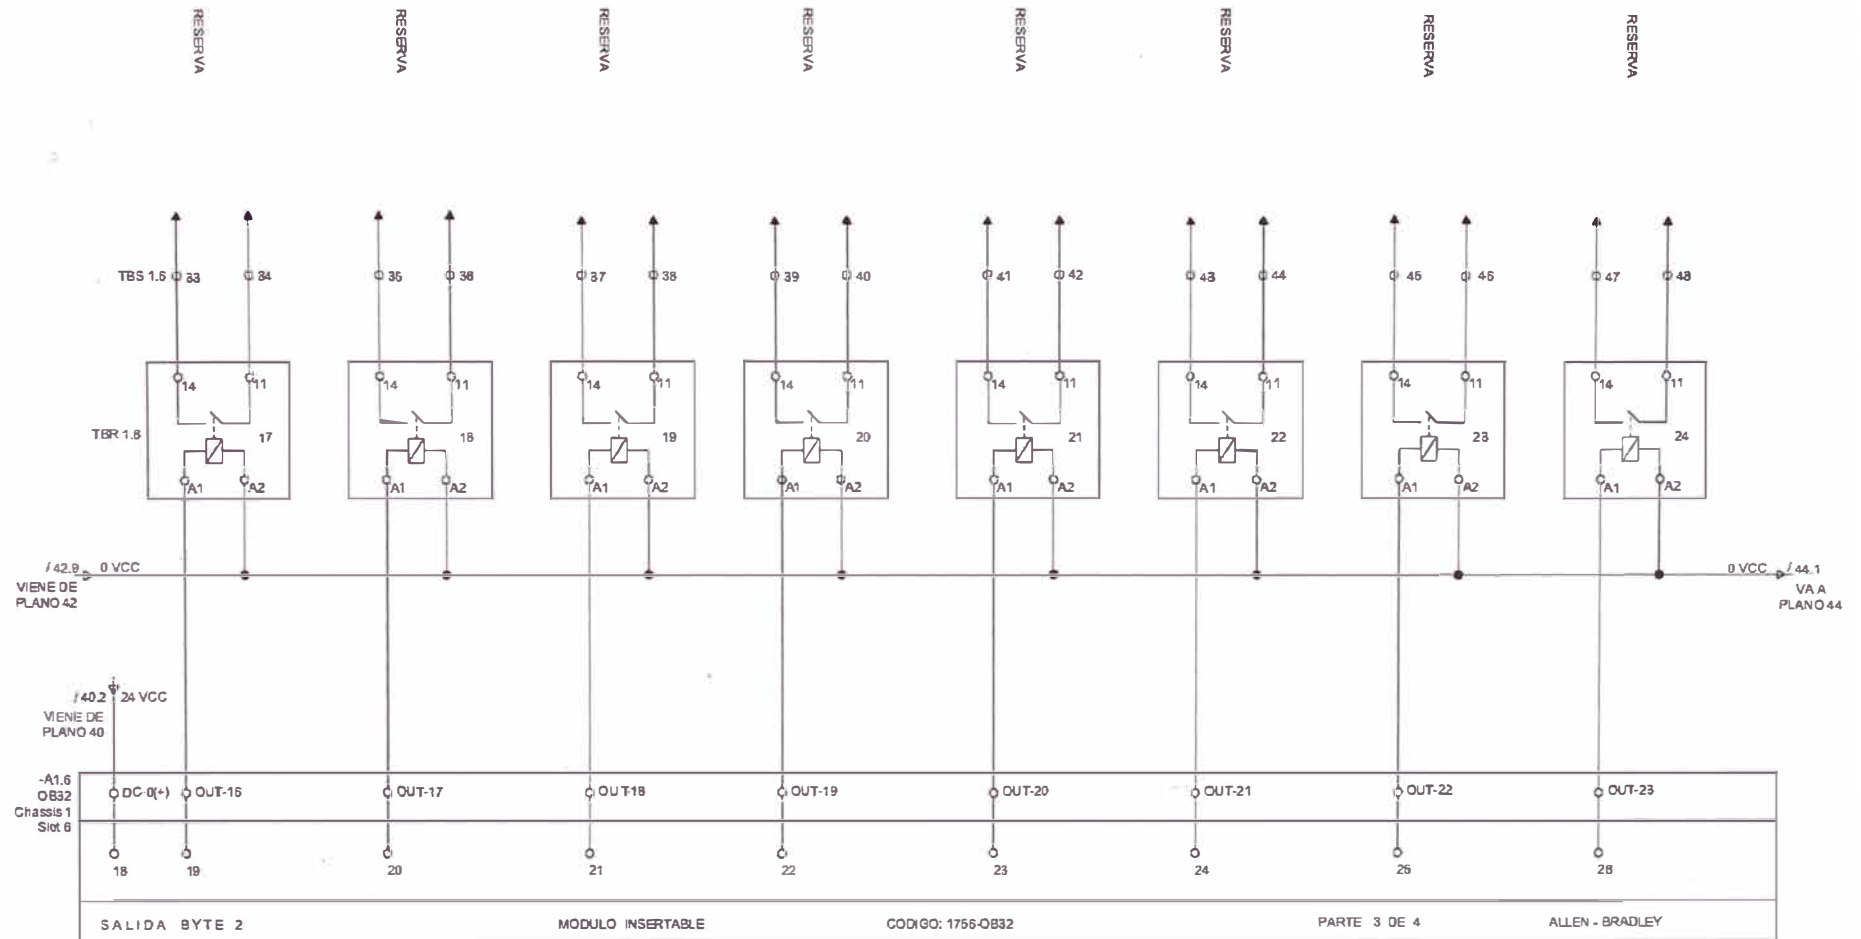 RESERVA RESERVA RESERVA RESERVA RESERVA RESERVA RESERVA RESERVA
TBS 1.6 33 34 35 36 37 38 39 40 41 42 43 44 45 46 47 48
14 11 14 11 14 11 14 11 14 11 14 11 14 11 14 11
TBR 1.6 17 18 19 20 21 22 23 24
A1 A2 A1 A2 A1 A2 A1 A2 A1 A2 A1 A2 A1 A2 A1 A2
/42.9 0 VCC
VIENE DE
PLANO 42
0 VCC /44.1
VA A
PLANO 44
/40.2 24 VCC
VIENE DE
PLANO 40
-A1.6
OB32
Chassis 1
Slot 6
DC-0(+) OUT-16 OUT-17 OUT-18 OUT-19 OUT-20 OUT-21 OUT-22 OUT-23
18 19 20 21 22 23 24 25 26
SALIDA BYTE 2 MODULO INSERTABLE CODIGO: 1756-OB32 PARTE 3 DE 4 ALLEN - BRADLEY